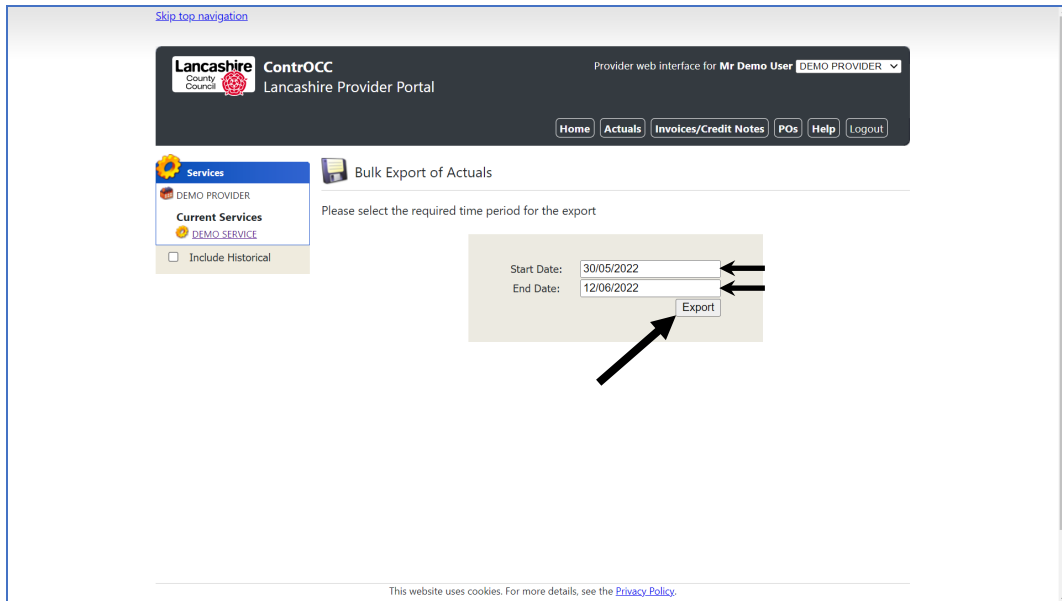 Skip top navigation
Lancashire
County
Council
ContrOCC
Lancashire Provider Portal
Provider web interface for Mr Demo User DEMO PROVIDER
Home Actuals Invoices/Credit Notes POs Help Logout
Services
DEMO PROVIDER
Current Services
DEMO SERVICE
Include Historical
Bulk Export of Actuals
Please select the required time period for the export
Start Date: 30/05/2022
End Date: 12/06/2022
Export
This website uses cookies. For more details, see the Privacy Policy.